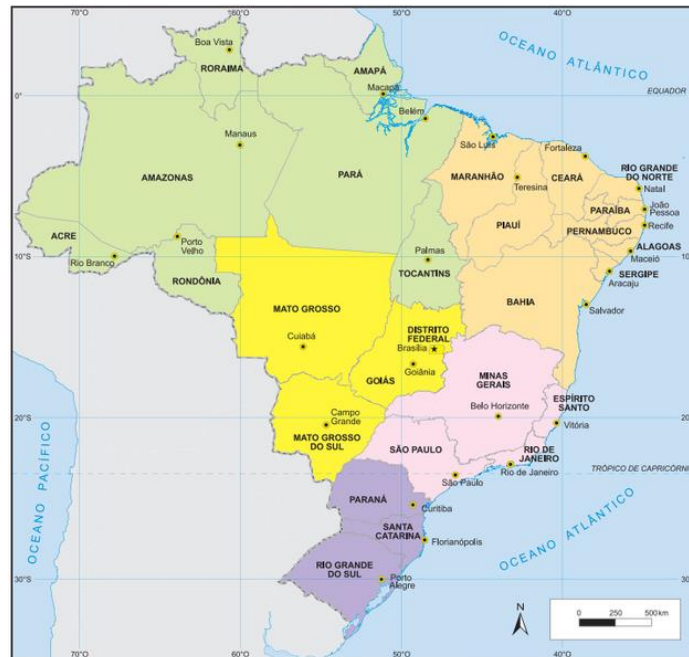 70°O
60°O
50°O
40°O
OCEANO ATLÂNTICO
Boa Vista
RORAIMA
AMAPÁ
Macapá
EQUADOR
0°
0°
Belém
Manaus
São Luís
Fortaleza
AMAZONAS
PARÁ
MARANHÃO
Teresina
CEARÁ
RIO GRANDE
DO NORTE
Natal
PARAÍBA
João
Pessoa
PIAUÍ
PERNAMBUCO
Recife
ACRE
Porto
Velho
Rio Branco
RONDÔNIA
Palmas
TOCANTINS
ALAGOAS
Maceió
10°S
10°S
SERGIPE
Aracaju
BAHIA
Salvador
MATO GROSSO
Cuiabá
DISTRITO
FEDERAL
Brasília
Goiânia
GOIÁS
MINAS
GERAIS
Belo Horizonte
ESPÍRITO
SANTO
Vitória
20°S
20°S
Campo
Grande
MATO GROSSO
DO SUL
SÃO PAULO
São Paulo
RIO DE
JANEIRO
Rio de Janeiro
TRÓPICO DE CAPRICÓRN
PARANÁ
Curitiba
SANTA
CATARINA
Florianópolis
RIO GRANDE
DO SUL
Porto
Alegre
OCEANO PACÍFICO
OCEANO ATLÂNTICO
30°S
30°S
N
0 250 500km
70°O
60°O
50°O
40°O